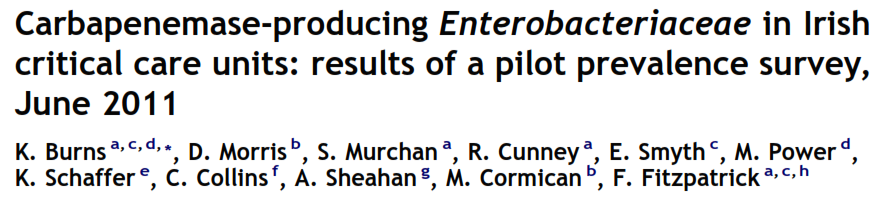 Carbapenemase-producing Enterobacteriaceae in Irish
critical care units: results of a pilot prevalence survey,
June 2011
K. Burns a,c,d,*, D. Morris b, S. Murchan a, R. Cunney a, E. Smyth c, M. Power d,
K. Schaffer e, C. Collins f, A. Sheahan g, M. Cormican b, F. Fitzpatrick a,c,h